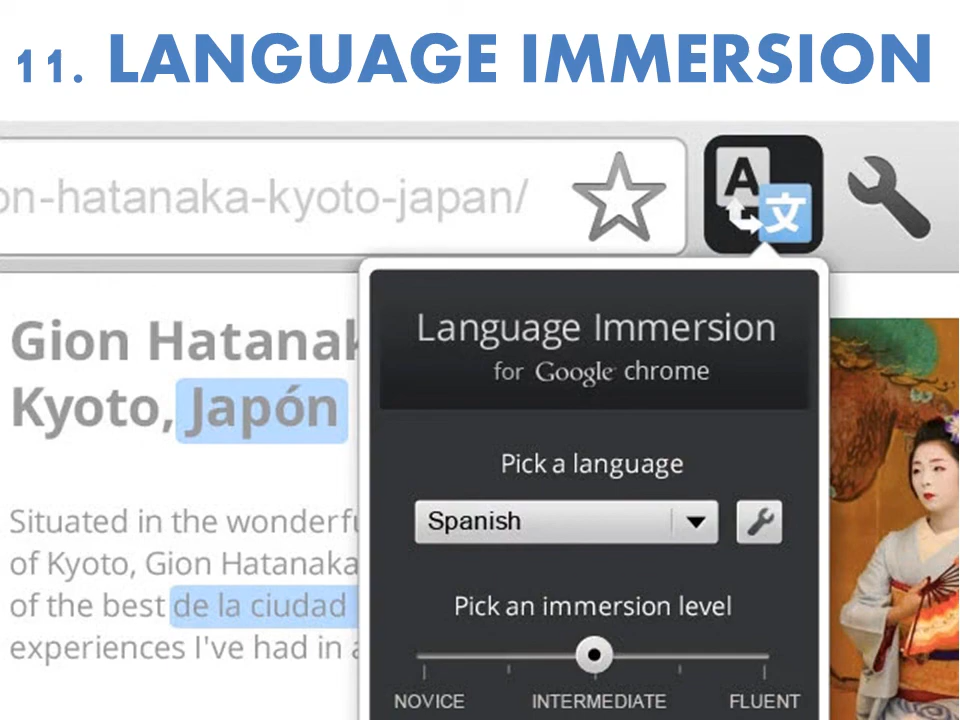 11. LANGUAGE IMMERSION
on-hatanaka-kyoto-japan/
A
文
Gion Hatanak
Kyoto, Japón
Situated in the wonderfu
of Kyoto, Gion Hatanaka
of the best de la ciudad
experiences I've had in a
Language Immersion
for Google chrome
Pick a language
Spanish
Pick an immersion level
NOVICE INTERMEDIATE FLUENT